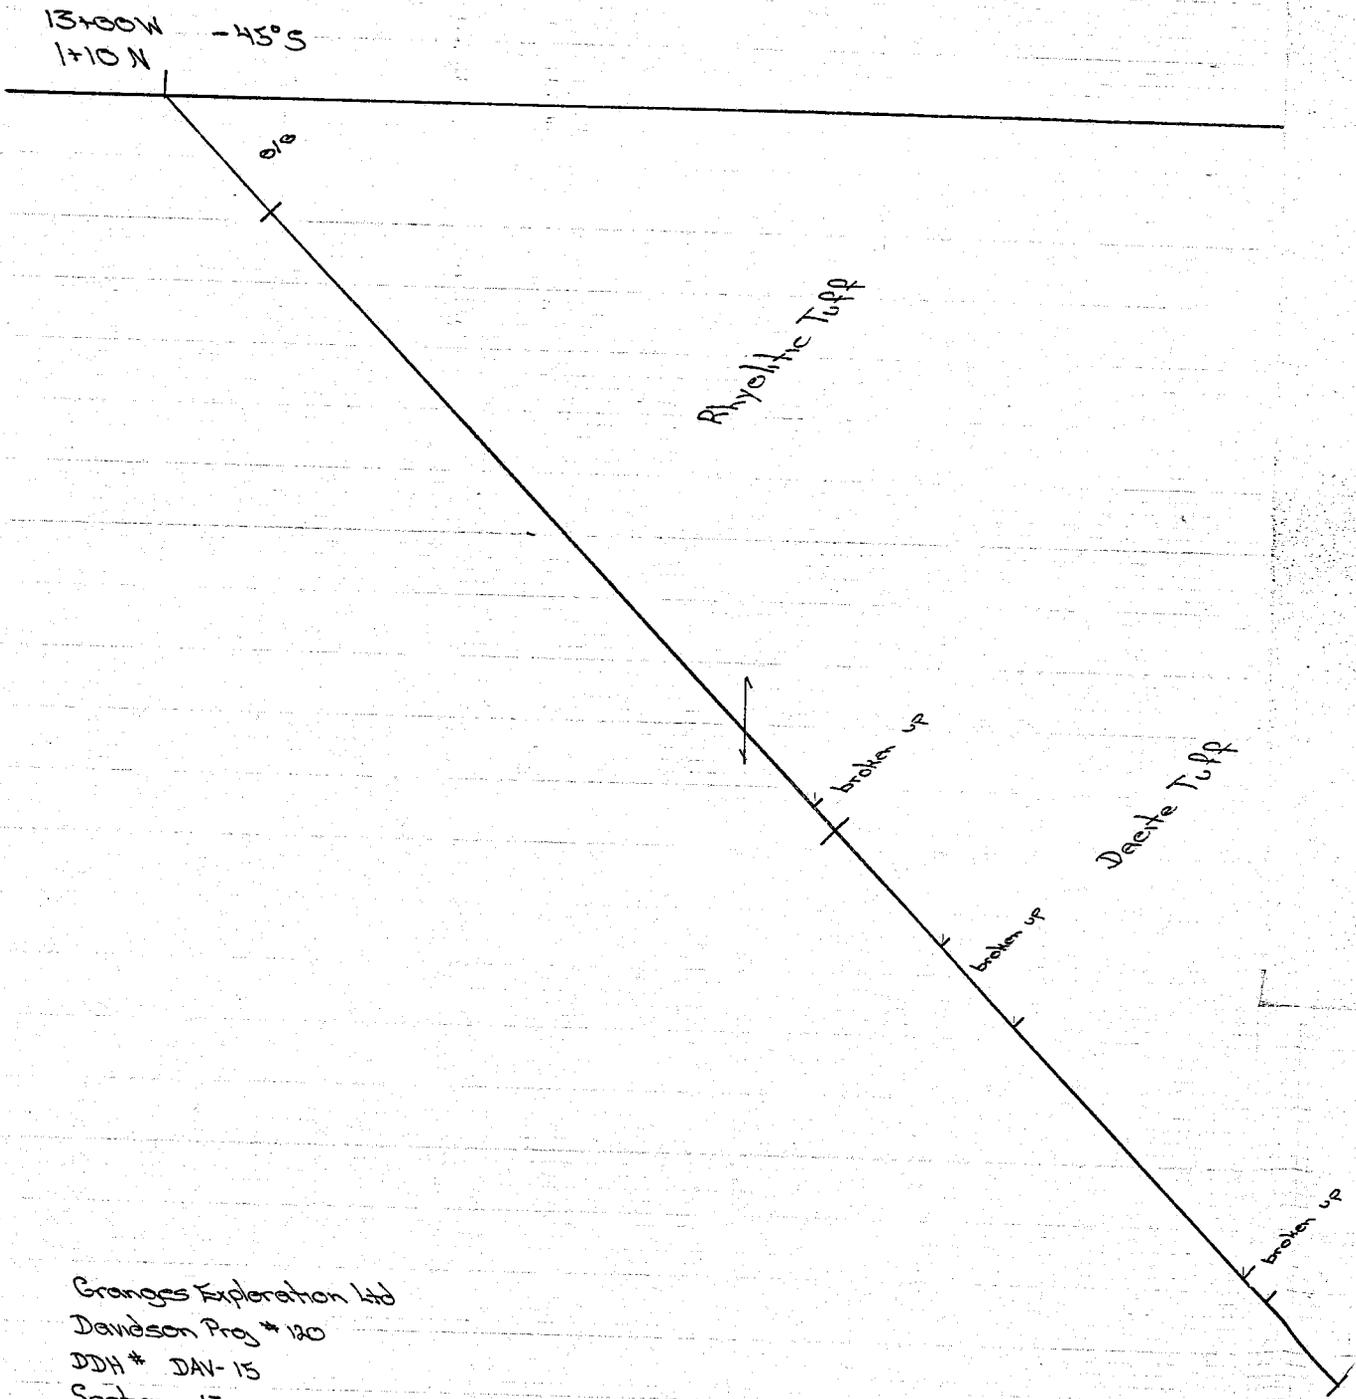 13+00W -45°S
1+10 N
o/b
Rhyolitic Tuff
broken up
Dacite Tuff
broken up
broken up
Granges Exploration Ltd
Davidson Proj # 120
DDH # DAV-15